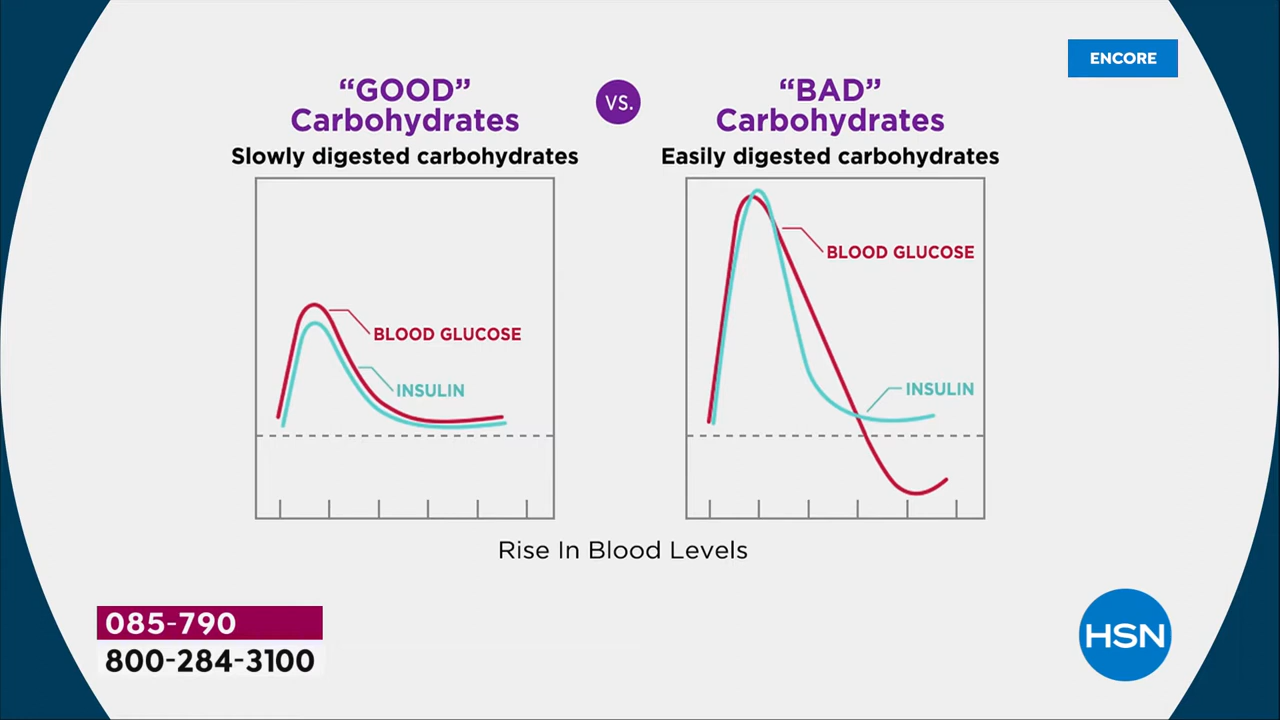 ENCORE
“GOOD”
Carbohydrates
Slowly digested carbohydrates
VS.
“BAD”
Carbohydrates
Easily digested carbohydrates
BLOOD GLUCOSE
INSULIN
BLOOD GLUCOSE
INSULIN
Rise In Blood Levels
085-790
800-284-3100
HSN